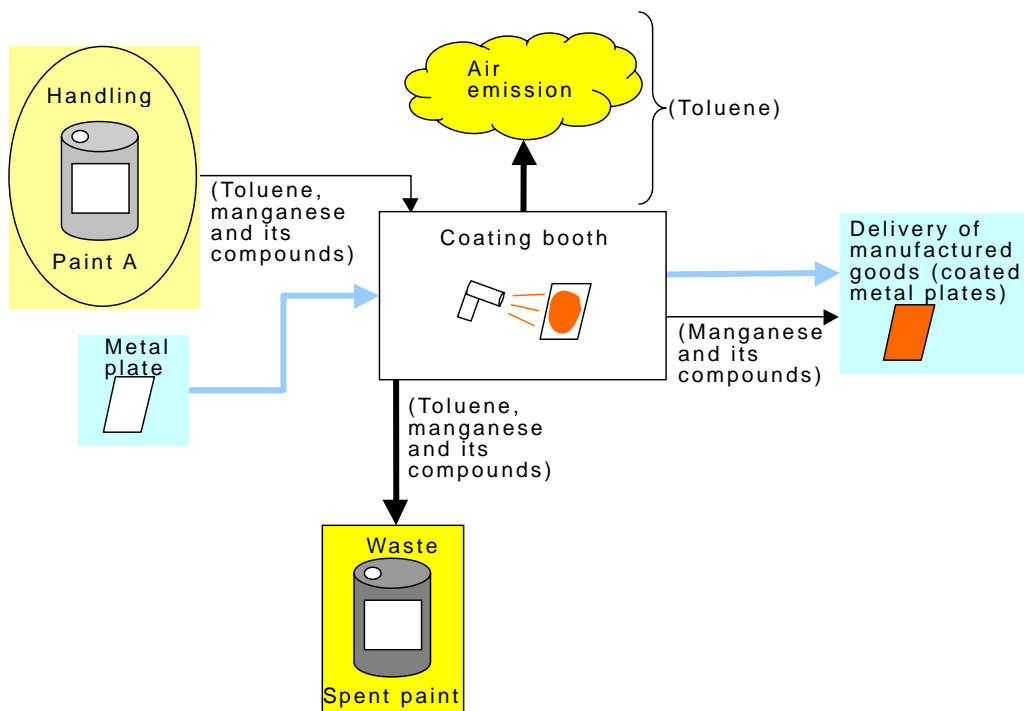 Handling
Paint A
(Toluene,
manganese
and its
compounds)
Metal
plate
Air
emission
(Toluene)
Coating booth
(Toluene,
manganese
and its
compounds)
Waste
Spent paint
(Manganese
and its
compounds)
Delivery of
manufactured
goods (coated
metal plates)